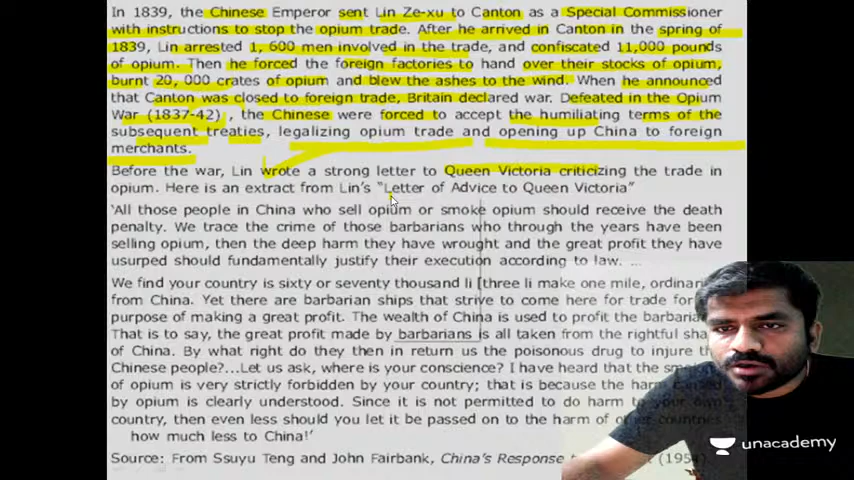 In 1839, the Chinese Emperor sent Lin Ze-xu to Canton as a Special Commissioner
with instructions to stop the opium trade. After he arrived in Canton in the spring of
1839, Lin arrested 1, 600 men involved in the trade, and confiscated 11,000 pounds
of opium. Then he forced the foreign factories to hand over their stocks of opium,
burnt 20, 000 crates of opium and blew the ashes to the wind. When he announced
that Canton was closed to foreign trade, Britain declared war. Defeated in the Opium
War (1837-42) , the Chinese were forced to accept the humiliating terms of the
subsequent treaties, legalizing opium trade and opening up China to foreign
merchants.
Before the war, Lin wrote a strong letter to Queen Victoria criticizing the trade in
opium. Here is an extract from Lin's "Letter of Advice to Queen Victoria"
'All those people in China who sell opium or smoke opium should receive the death
penalty. We trace the crime of those barbarians who through the years have been
selling opium, then the deep harm they have wrought and the great profit they have
usurped should fundamentally justify their execution according to law. ...
We find your country is sixty or seventy thousand li [three li make one mile, ordinar
from China. Yet there are barbarian ships that strive to come here for trade for
purpose of making a great profit. The wealth of China is used to profit the barbaria
That is to say, the great profit made by barbarians is all taken from the rightful sha
of China. By what right do they then in return us the poisonous drug to injure th
Chinese people?...Let us ask, where is your conscience? I have heard that the
of opium is very strictly forbidden by your country; that is because the harm
by opium is clearly understood. Since it is not permitted to do harm to your own
country, then even less should you let it be passed on to the harm of other countries
how much less to China!'
Source: From Ssuyu Teng and John Fairbank, China's Response (1954)
unacademy